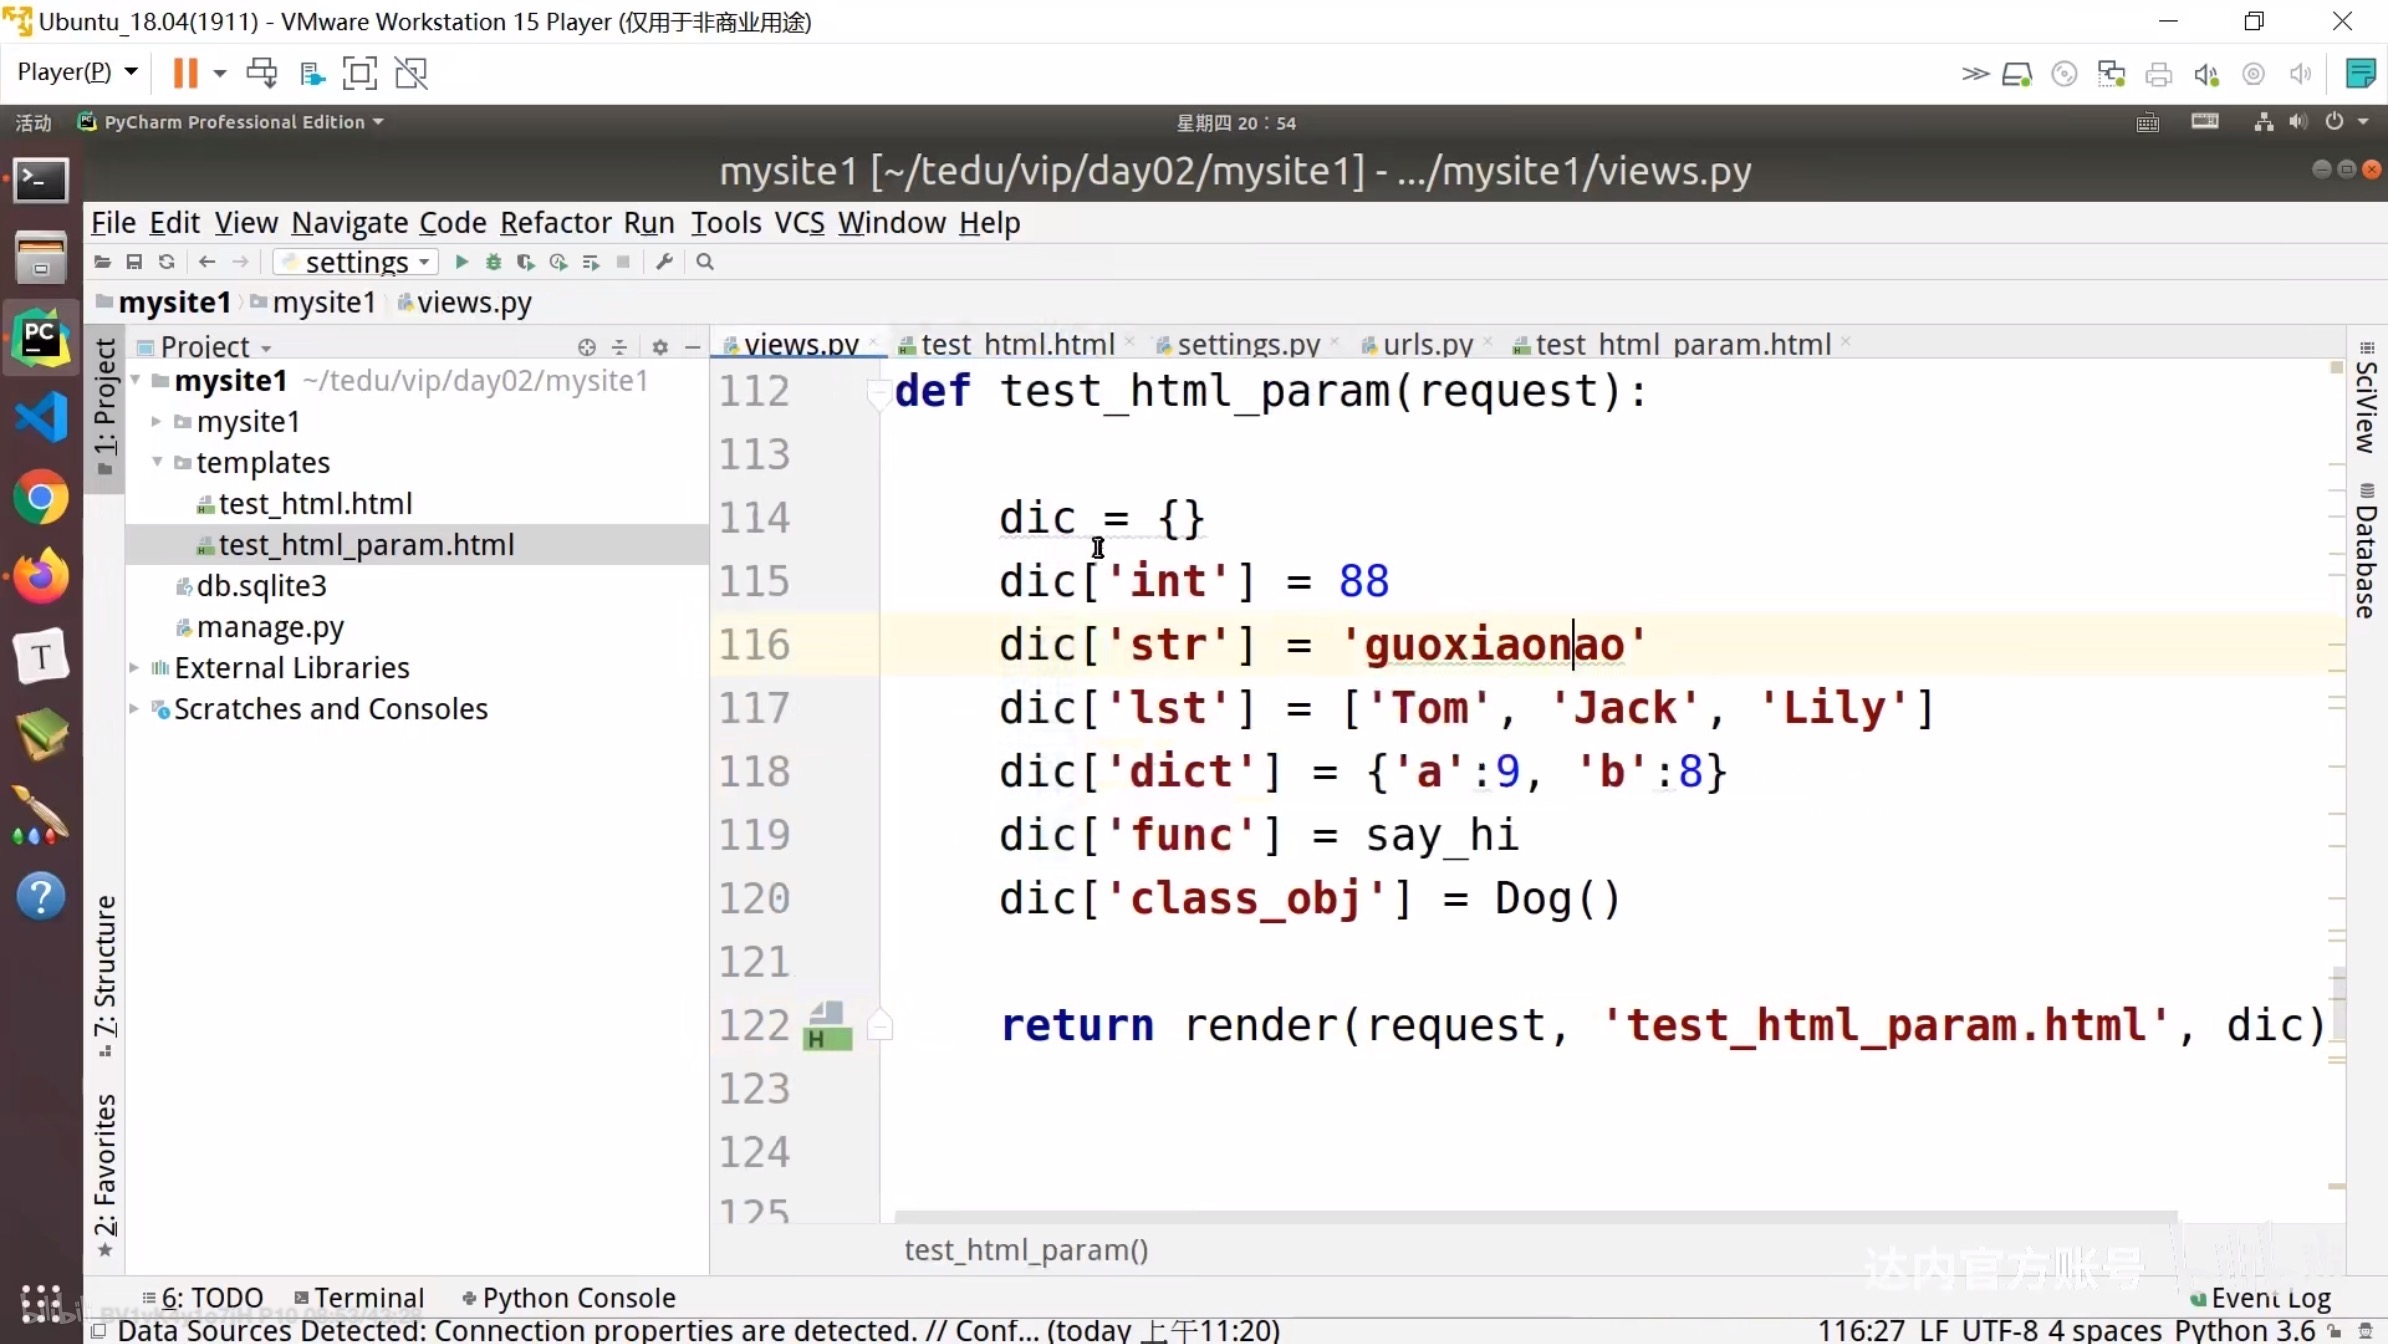 Ubuntu_18.04(1911) - VMware Workstation 15 Player (仅用于非商业用途)
Player(P)
活动 PyCharm Professional Edition 星期四 20：54
mysite1 [~/tedu/vip/day02/mysite1] - .../mysite1/views.py
File Edit View Navigate Code Refactor Run Tools VCS Window Help
settings
mysite1 mysite1 views.py
Project
views.py test_html.html settings.py urls.py test_html_param.html
1: Project
7: Structure
2: Favorites
mysite1 ~/tedu/vip/day02/mysite1
mysite1
templates
test_html.html
test_html_param.html
db.sqlite3
manage.py
External Libraries
Scratches and Consoles
112 def test_html_param(request):
113
114 dic = {}
115 dic['int'] = 88
116 dic['str'] = 'guoxiaonao'
117 dic['lst'] = ['Tom', 'Jack', 'Lily']
118 dic['dict'] = {'a':9, 'b':8}
119 dic['func'] = say_hi
120 dic['class_obj'] = Dog()
121
122 return render(request, 'test_html_param.html', dic)
123
124
125
test_html_param()
SciView
Database
达内官方账号
6: TODO Terminal Python Console Event Log
Data Sources Detected: Connection properties are detected. // Conf... (today 上午11:20) 116:27 LF UTF-8 4 spaces Python 3.6